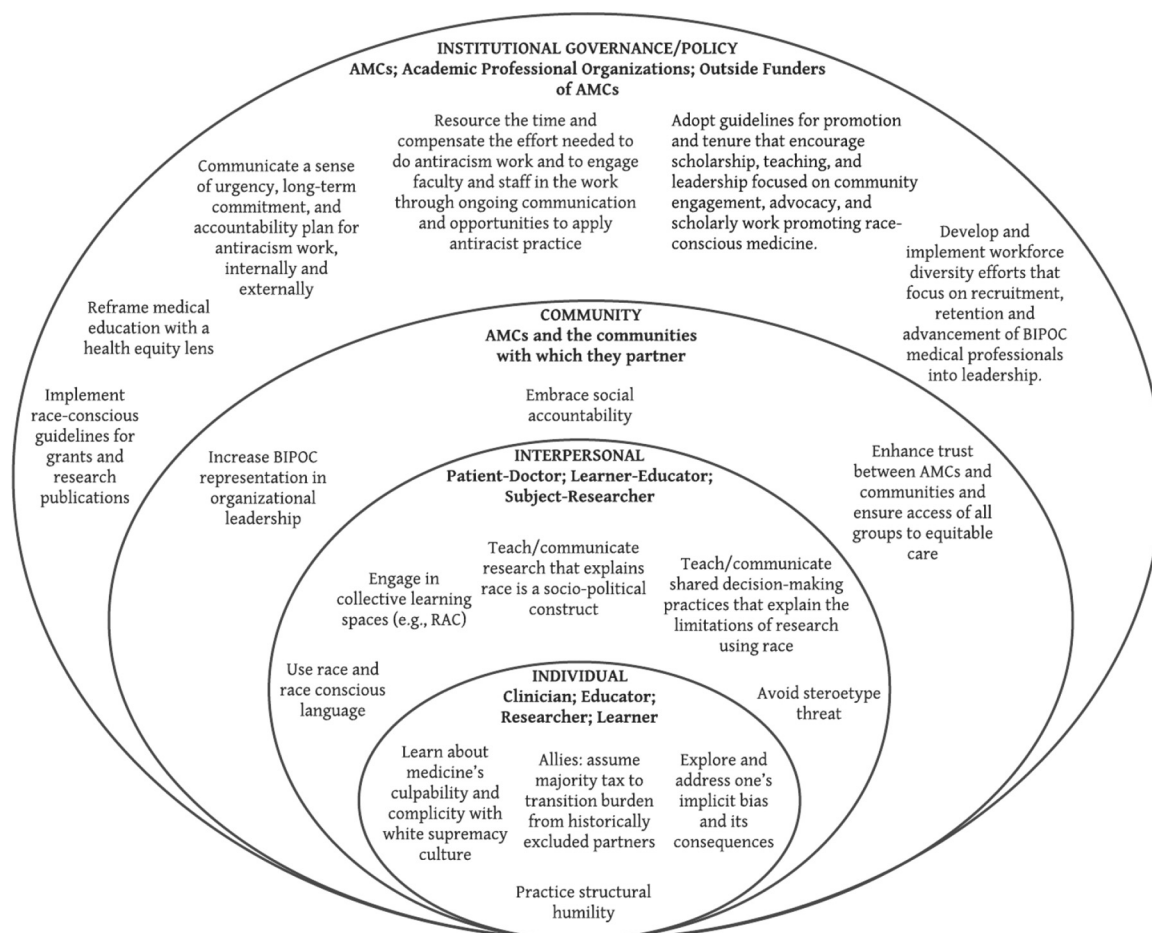 INSTITUTIONAL GOVERNANCE/POLICY
AMCs; Academic Professional Organizations; Outside Funders
of AMCs
Resource the time and
compensate the effort needed to
do antiracism work and to engage
faculty and staff in the work
through ongoing communication
and opportunities to apply
antiracist practice
Adopt guidelines for promotion
and tenure that encourage
scholarship, teaching, and
leadership focused on community
engagement, advocacy, and
scholarly work promoting race-
conscious medicine.
Communicate a sense
of urgency, long-term
commitment, and
accountability plan for
antiracism work,
internally and
externally
Develop and
implement workforce
diversity efforts that
focus on recruitment,
retention and
advancement of BIPOC
medical professionals
into leadership.
Reframe medical
education with a
health equity lens
Implement
race-conscious
guidelines for
grants and
research
publications
COMMUNITY
AMCs and the communities
with which they partner
Embrace social
accountability
Increase BIPOC
representation in
organizational
leadership
Enhance trust
between AMCs and
communities and
ensure access of all
groups to equitable
care
INTERPERSONAL
Patient-Doctor; Learner-Educator;
Subject-Researcher
Teach/communicate
research that explains
race is a socio-political
construct
Engage in
collective learning
spaces (e.g., RAC)
Teach/communicate
shared decision-making
practices that explain the
limitations of research
using race
Use race and
race conscious
language
Avoid steroetype
threat
INDIVIDUAL
Clinician; Educator;
Researcher; Learner
Learn about
medicine’s
culpability and
complicity with
white supremacy
culture
Allies: assume
majority tax to
transition burden
from historically
excluded partners
Explore and
address one’s
implicit bias
and its
consequences
Practice structural
humility